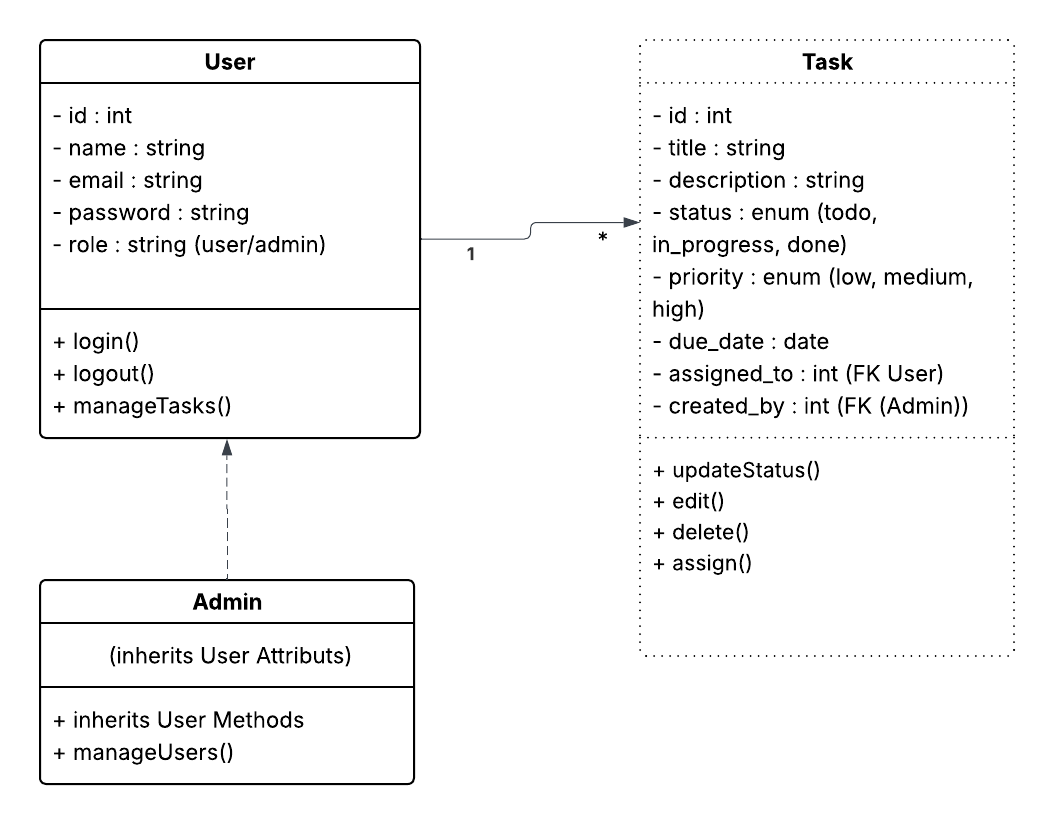 User
- id : int
- name : string
- email : string
- password : string
- role : string (user/admin)
+ login()
+ logout()
+ manageTasks()
1
*
Task
- id : int
- title : string
- description : string
- status : enum (todo,
in_progress, done)
- priority : enum (low, medium,
high)
- due_date : date
- assigned_to : int (FK User)
- created_by : int (FK (Admin))
+ updateStatus()
+ edit()
+ delete()
+ assign()
Admin
(inherits User Attributs)
+ inherits User Methods
+ manageUsers()